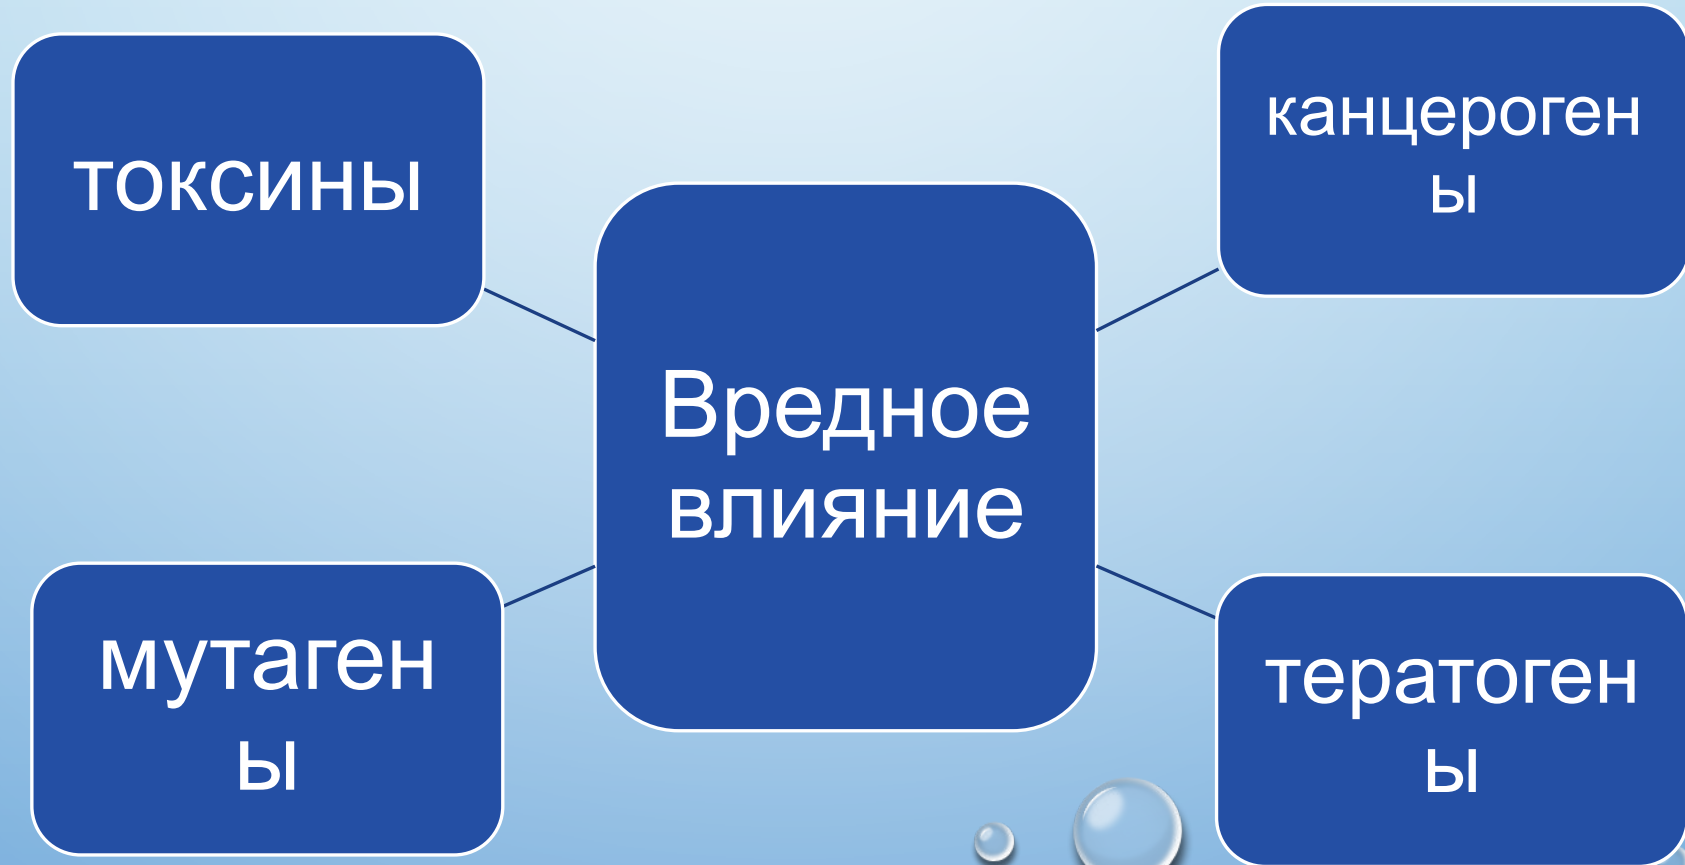 токсины
канцероген
ы
Вредное
влияние
мутаген
ы
тератоген
ы